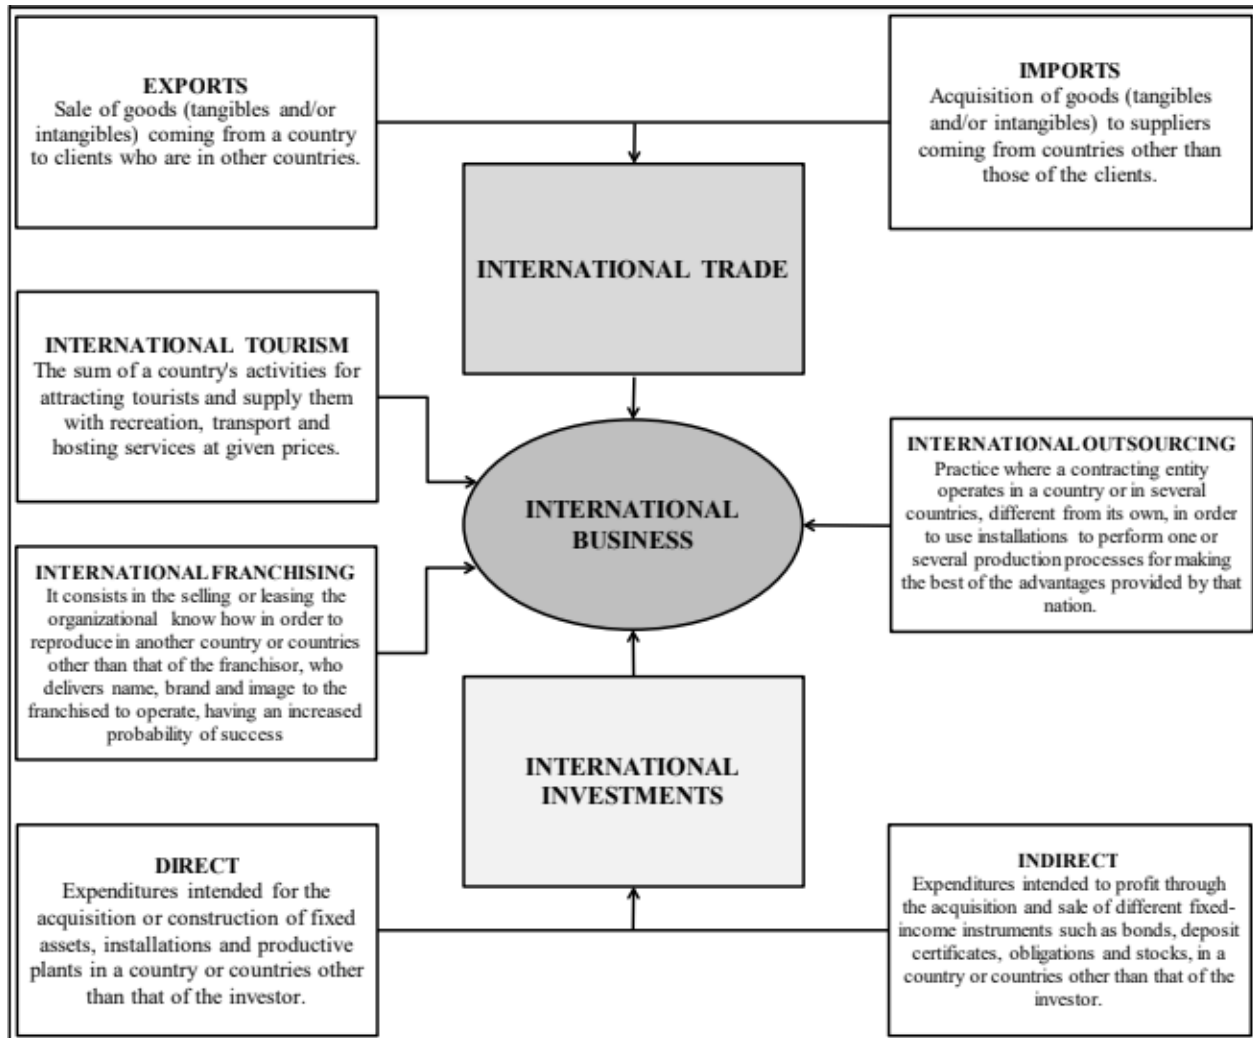 EXPORTS
Sale of goods (tangibles and/or
intangibles) coming from a country
to clients who are in other countries.
IMPORTS
Acquisition of goods (tangibles
and/or intangibles) to suppliers
coming from countries other than
those of the clients.
INTERNATIONAL TRADE
INTERNATIONAL TOURISM
The sum of a country's activities for
attracting tourists and supply them
with recreation, transport and
hosting services at given prices.
INTERNATIONAL BUSINESS
INTERNATIONAL OUTSOURCING
Practice where a contracting entity
operates in a country or in several
countries, different from its own, in order
to use installations to perform one or
several production processes for making
the best of the advantages provided by that
nation.
INTERNATIONAL FRANCHISING
It consists in the selling or leasing the
organizational know how in order to
reproduce in another country or countries
other than that of the franchisor, who
delivers name, brand and image to the
franchised to operate, having an increased
probability of success
INTERNATIONAL
INVESTMENTS
DIRECT
Expenditures intended for the
acquisition or construction of fixed
assets, installations and productive
plants in a country or countries other
than that of the investor.
INDIRECT
Expenditures intended to profit through
the acquisition and sale of different fixed-
income instruments such as bonds, deposit
certificates, obligations and stocks, in a
country or countries other than that of the
investor.